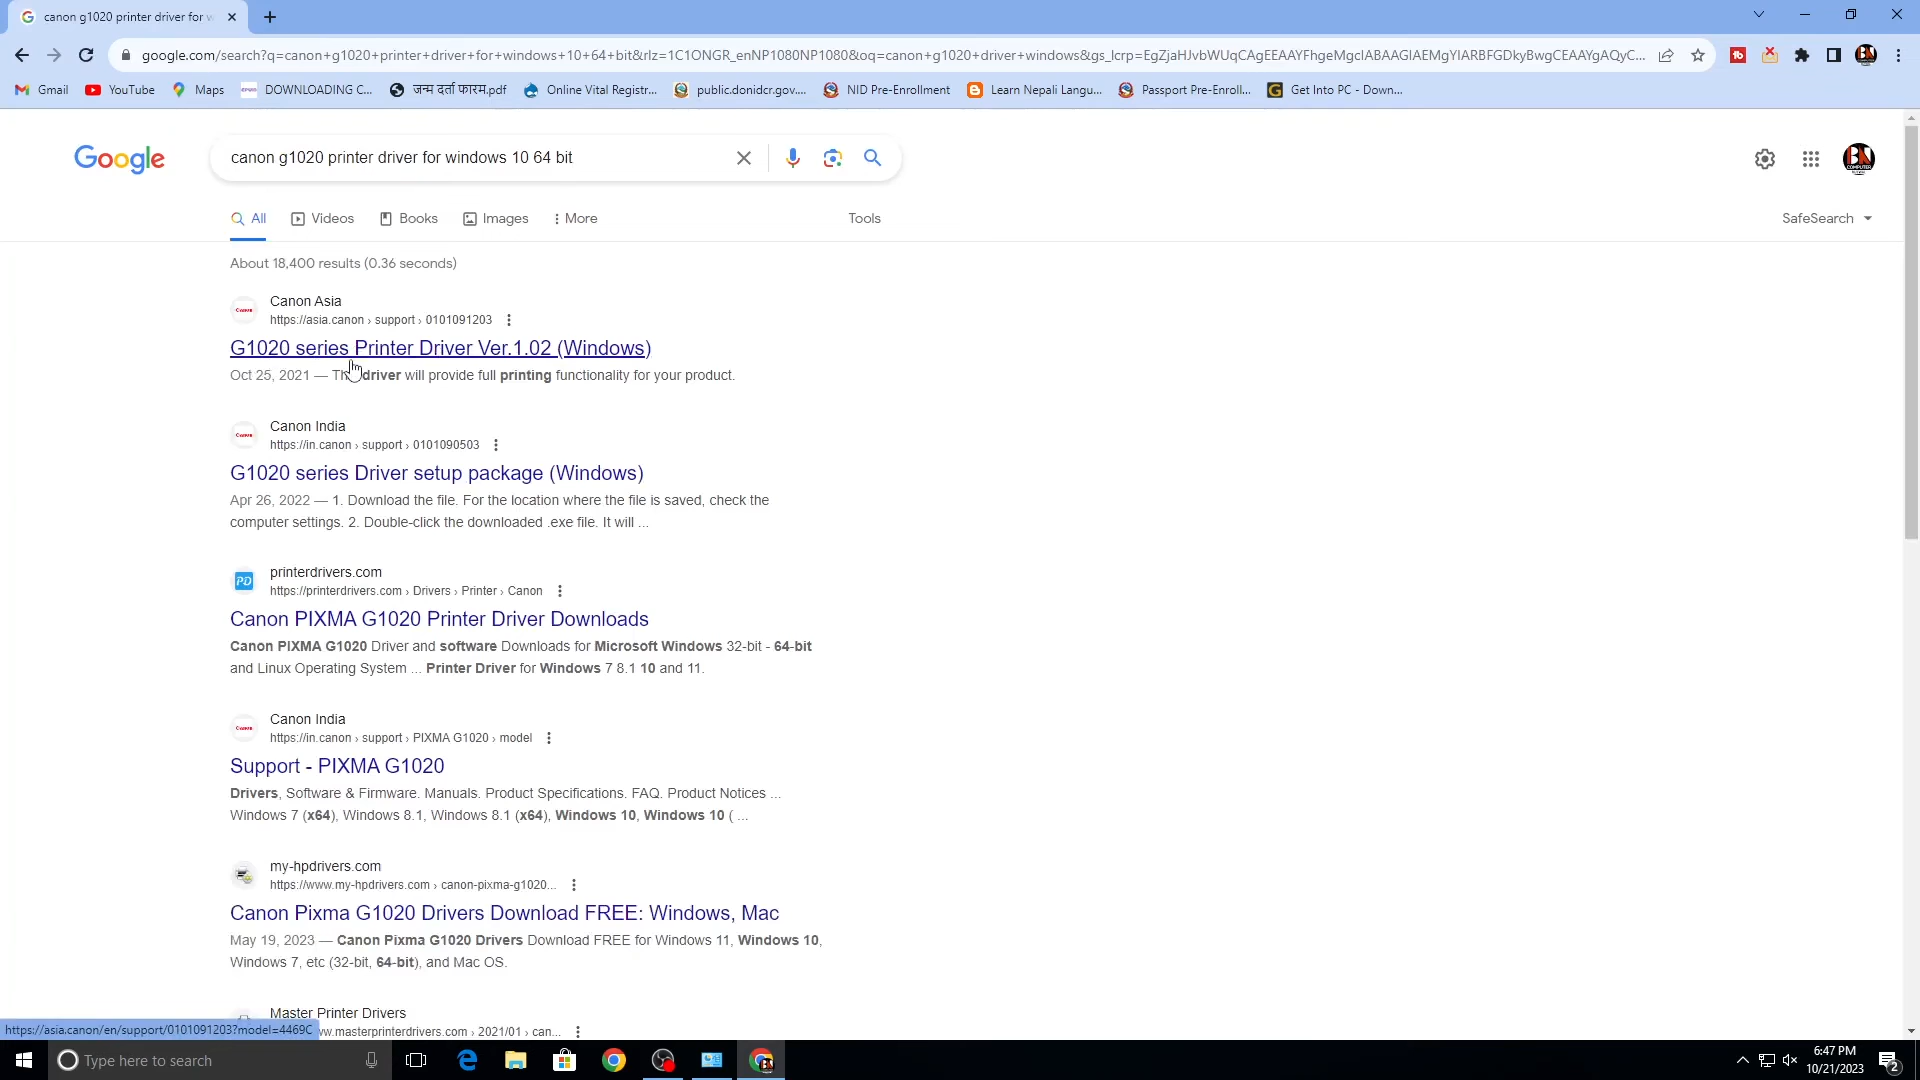 canon g1020 printer driver for w
google.com/search?q=canon+g1020+printer+driver+for+windows+10+64+bit&rlz=1C1ONGR_enNP1080NP1080&oq=canon+g1020+driver+windows&gs_lcrp=EgZjaHJvbWUqCAgEEAAYFhgeMgcIABAAGIAEMgYIARBFGDkyBwgCEAAYgAQyC...
Gmail YouTube Maps DOWNLOADING C... जन्म दर्ता फारम.pdf Online Vital Registr... public.donidcr.gov.... NID Pre-Enrollment Learn Nepali Langu... Passport Pre-Enroll... Get Into PC - Down...
Google canon g1020 printer driver for windows 10 64 bit
All Videos Books Images More Tools SafeSearch
About 18,400 results (0.36 seconds)
Canon Asia
https://asia.canon › support › 0101091203
G1020 series Printer Driver Ver.1.02 (Windows)
Oct 25, 2021 — driver will provide full printing functionality for your product.
Canon India
https://in.canon › support › 0101090503
G1020 series Driver setup package (Windows)
Apr 26, 2022 — 1. Download the file. For the location where the file is saved, check the
computer settings. 2. Double-click the downloaded .exe file. It will ...
PD printerdrivers.com
https://printerdrivers.com › Drivers › Printer › Canon
Canon PIXMA G1020 Printer Driver Downloads
Canon PIXMA G1020 Driver and software Downloads for Microsoft Windows 32-bit - 64-bit
and Linux Operating System ... Printer Driver for Windows 7 8.1 10 and 11.
Canon India
https://in.canon › support › PIXMA G1020 › model
Support - PIXMA G1020
Drivers, Software & Firmware. Manuals. Product Specifications. FAQ. Product Notices ...
Windows 7 (x64), Windows 8.1, Windows 8.1 (x64), Windows 10, Windows 10 ( ...
my-hpdrivers.com
https://www.my-hpdrivers.com › canon-pixma-g1020...
Canon Pixma G1020 Drivers Download FREE: Windows, Mac
May 19, 2023 — Canon Pixma G1020 Drivers Download FREE for Windows 11, Windows 10,
Windows 7, etc (32-bit, 64-bit), and Mac OS.
Master Printer Drivers
https://asia.canon/en/support/0101091203?model=4469C w.masterprinterdrivers.com › 2021/01 › can...
Type here to search
6:47 PM
10/21/2023
2